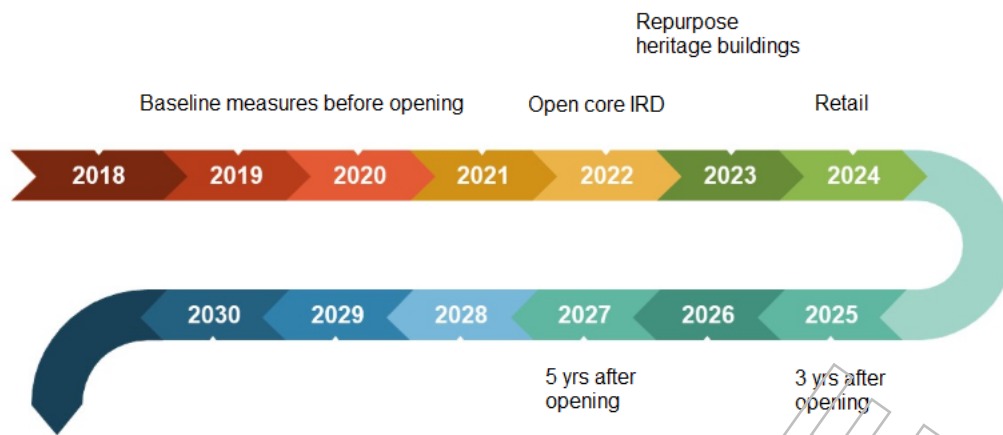 Repurpose
heritage buildings
Baseline measures before opening
Open core IRD
Retail
2018
2019
2020
2021
2022
2023
2024
2030
2029
2028
2027
2026
2025
5 yrs after
opening
3 yrs after
opening